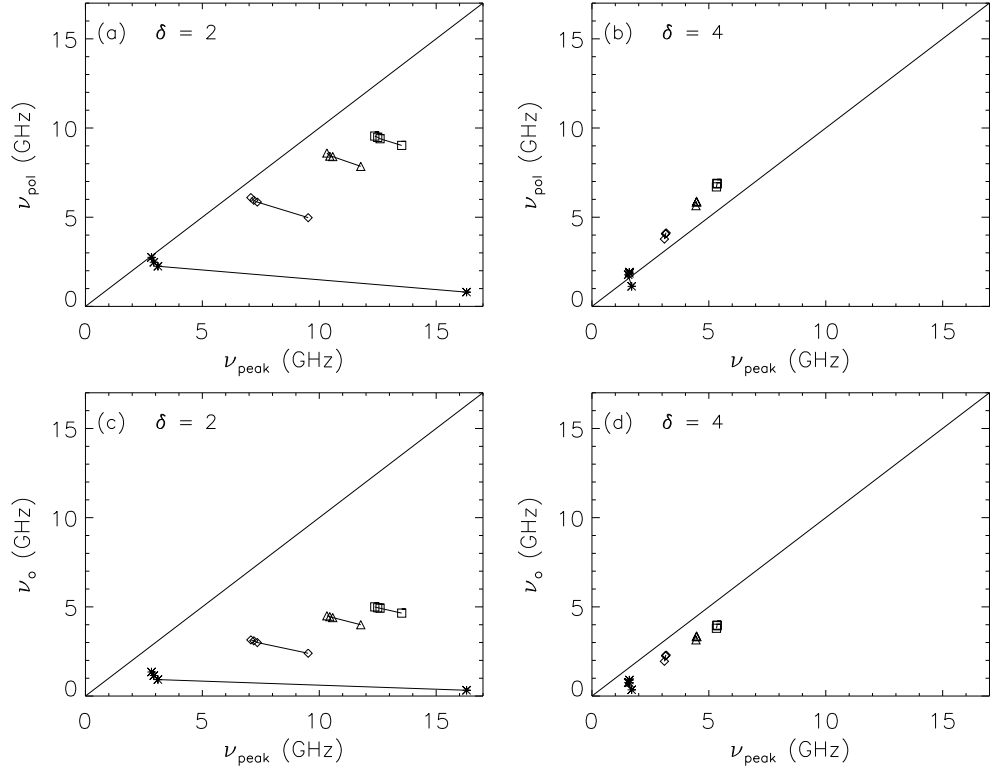 (a) δ = 2
15
10
5
0
ν_pol (GHz)
0 5 10 15
ν_peak (GHz)
(b) δ = 4
15
10
5
0
ν_pol (GHz)
0 5 10 15
ν_peak (GHz)
(c) δ = 2
15
10
5
0
ν_o (GHz)
0 5 10 15
ν_peak (GHz)
(d) δ = 4
15
10
5
0
ν_o (GHz)
0 5 10 15
ν_peak (GHz)